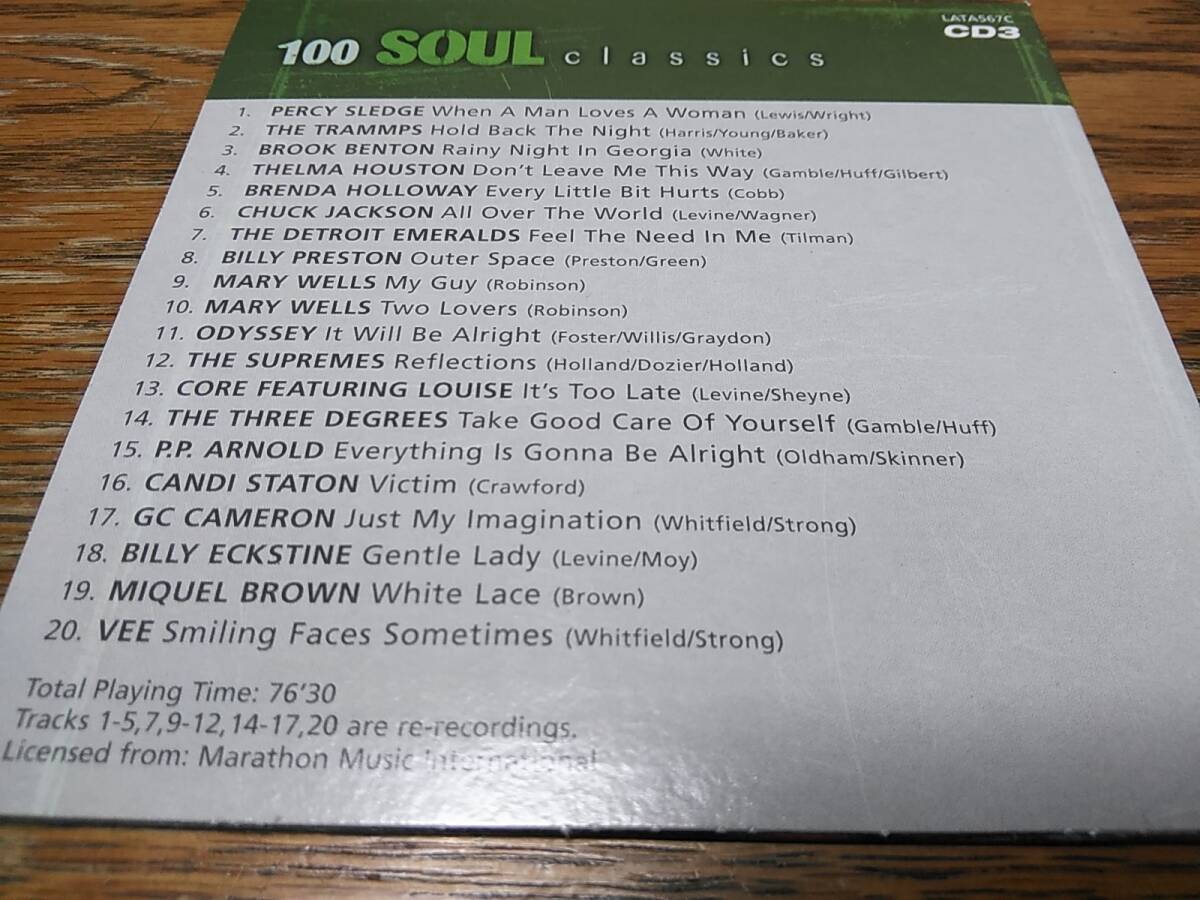 LATA567C
CD3
100 SOUL classics
1. PERCY SLEDGE When A Man Loves A Woman (Lewis/Wright)
2. THE TRAMMPS Hold Back The Night (Harris/Young/Baker)
3. BROOK BENTON Rainy Night In Georgia (White)
4. THELMA HOUSTON Don't Leave Me This Way (Gamble/Huff/Gilbert)
5. BRENDA HOLLOWAY Every Little Bit Hurts (Cobb)
6. CHUCK JACKSON All Over The World (Levine/Wagner)
7. THE DETROIT EMERALDS Feel The Need In Me (Tilman)
8. BILLY PRESTON Outer Space (Preston/Green)
9. MARY WELLS My Guy (Robinson)
10. MARY WELLS Two Lovers (Robinson)
11. ODYSSEY It Will Be Alright (Foster/Willis/Graydon)
12. THE SUPREMES Reflections (Holland/Dozier/Holland)
13. CORE FEATURING LOUISE It's Too Late (Levine/Sheyne)
14. THE THREE DEGREES Take Good Care Of Yourself (Gamble/Huff)
15. P.P. ARNOLD Everything Is Gonna Be Alright (Oldham/Skinner)
16. CANDI STATON Victim (Crawford)
17. GC CAMERON Just My Imagination (Whitfield/Strong)
18. BILLY ECKSTINE Gentle Lady (Levine/Moy)
19. MIQUEL BROWN White Lace (Brown)
20. VEE Smiling Faces Sometimes (Whitfield/Strong)
Total Playing Time: 76'30
Tracks 1-5,7,9-12,14-17,20 are re-recordings.
Licensed from: Marathon Music International